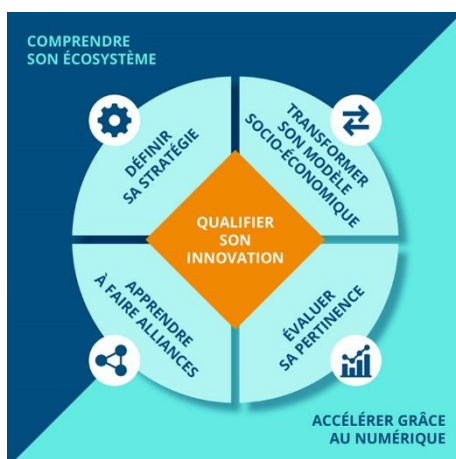 COMPRENDRE
SON ÉCOSYSTÈME
DÉFINIR
SA STRATÉGIE
TRANSFORMER
SON MODÈLE
SOCIO-ÉCONOMIQUE
QUALIFIER
SON
INNOVATION
APPRENDRE
À FAIRE ALLIANCES
ÉVALUER
SA PERTINENCE
ACCÉLÉRER GRÂCE
AU NUMÉRIQUE